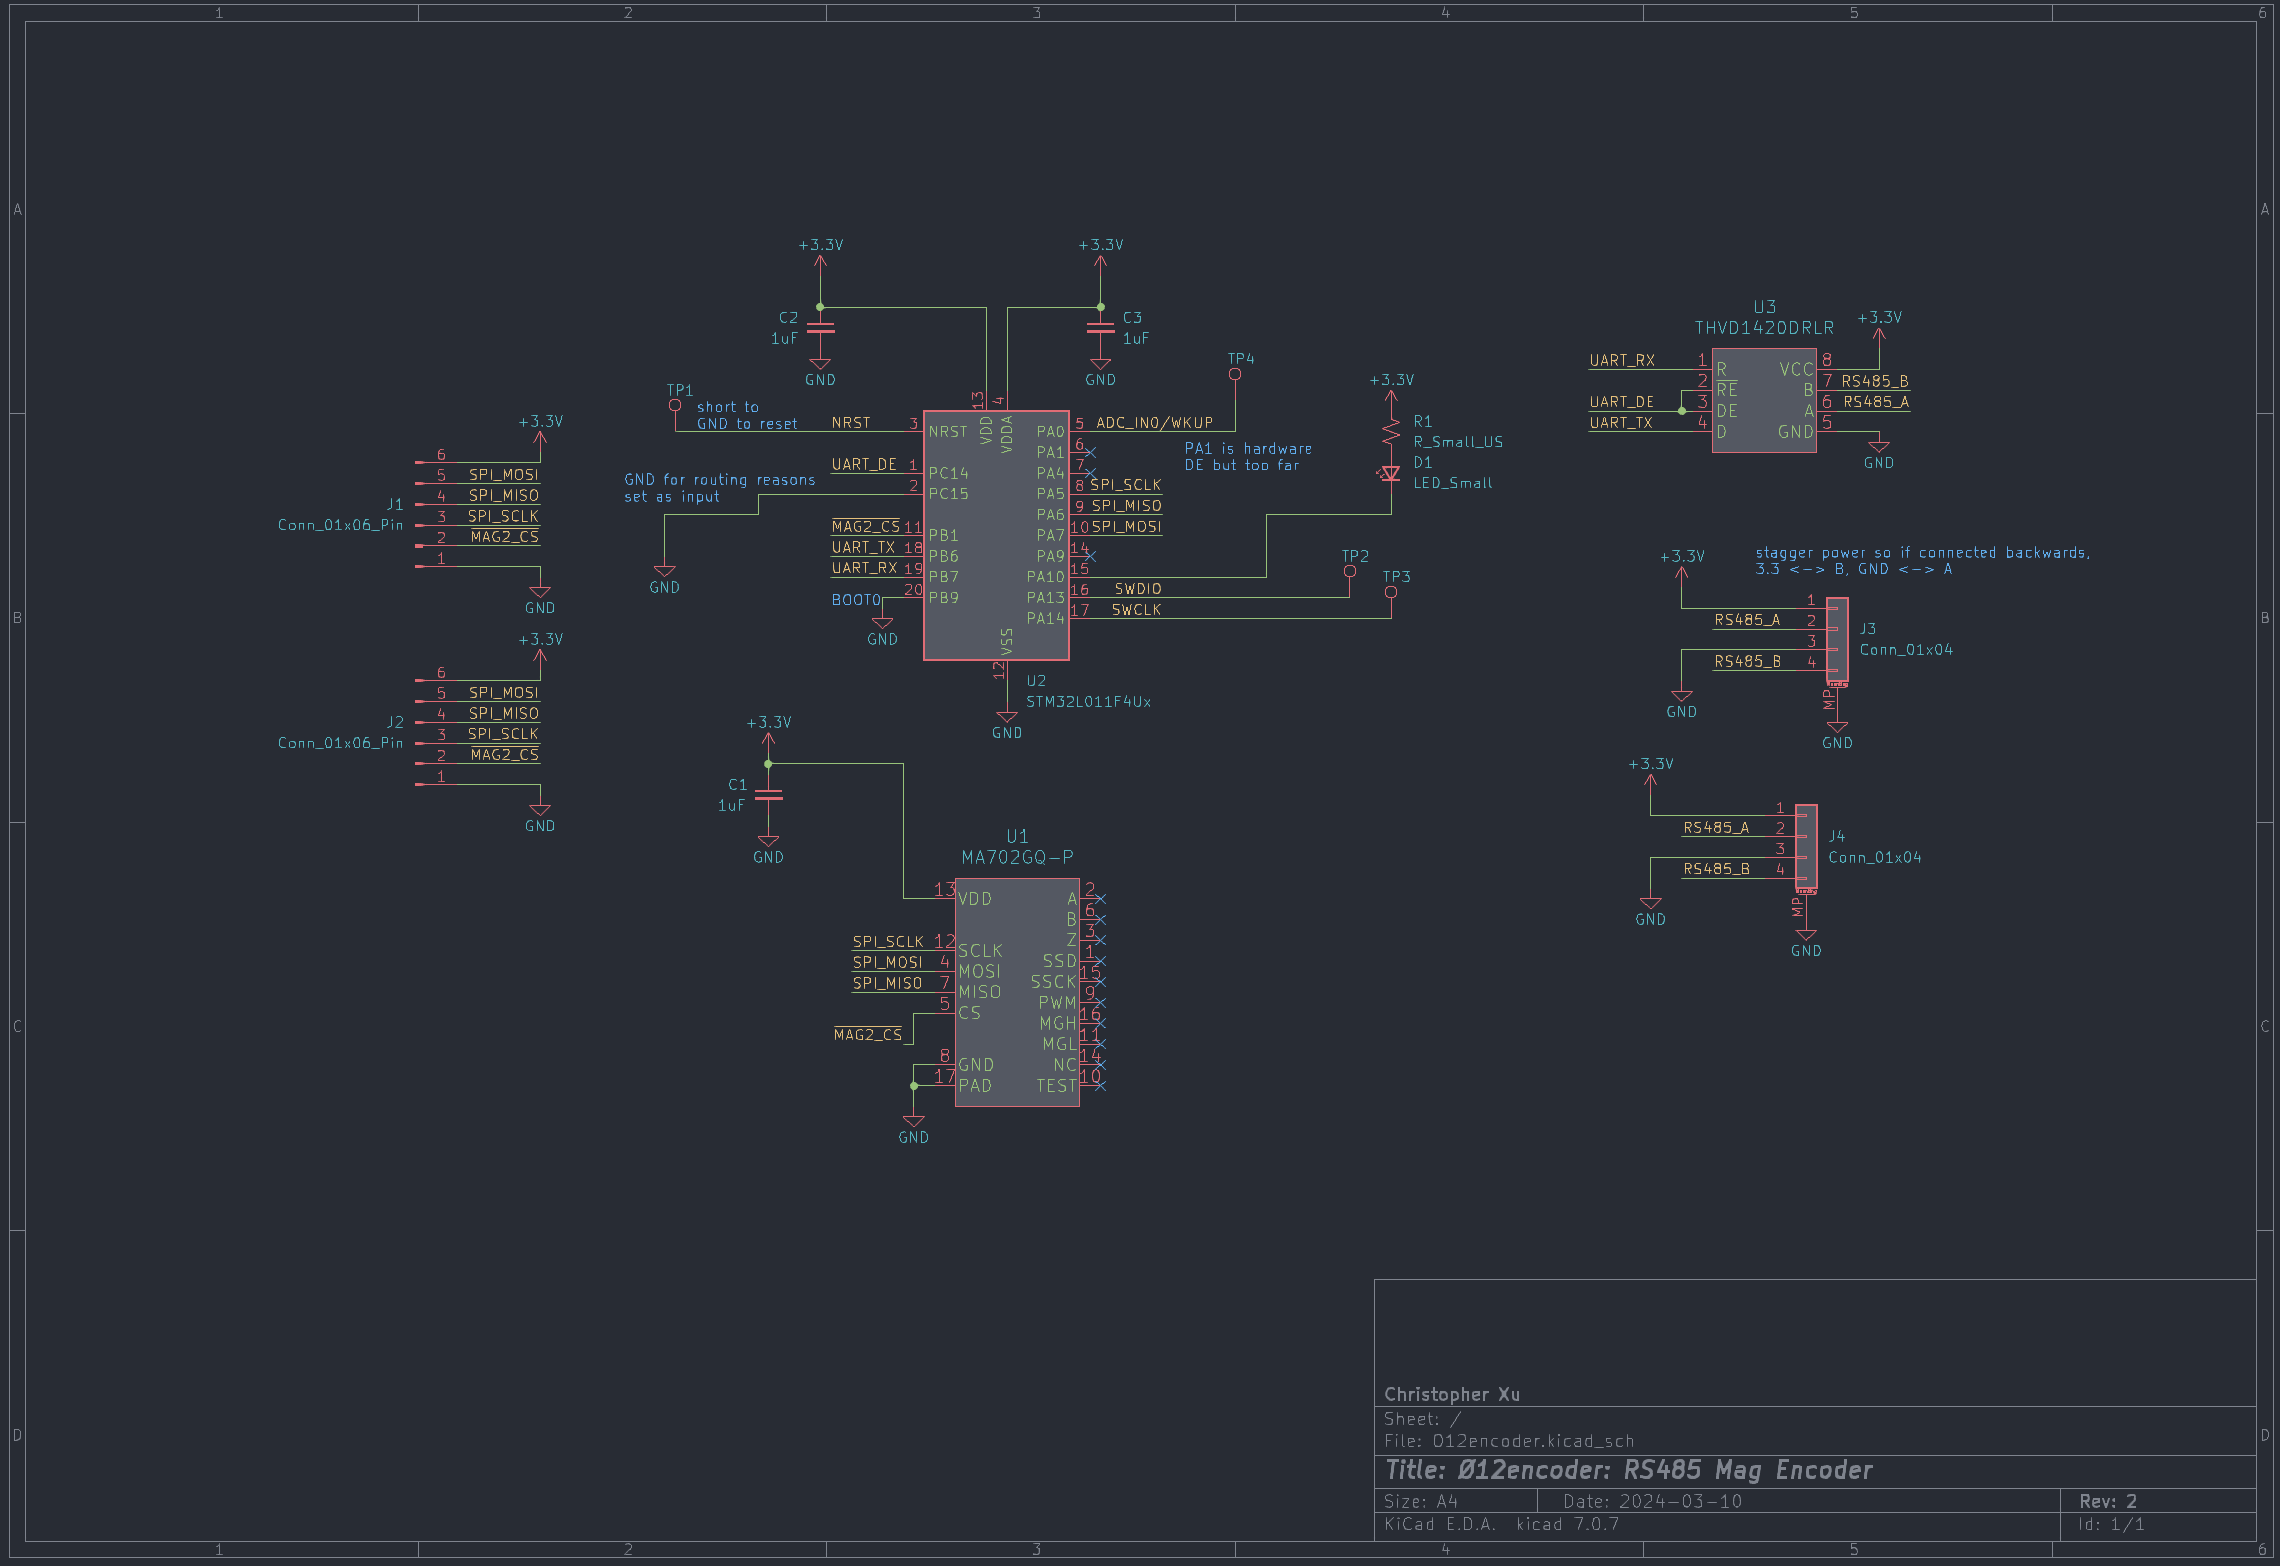 1 2 3 4 5 6
A A
B B
C C
D D
1 2 3 4 5 6
+3.3V
C2
1uF
GND
+3.3V
C3
1uF
GND
TP1
short to
GND to reset
NRST
3
UART_DE
1
GND for routing reasons
set as input
2
GND
MAG2_CS
11
UART_TX
18
UART_RX
19
BOOT0
20
GND
13
4
VDD
VDDA
NRST
PC14
PC15
PB1
PB6
PB7
PB9
PA0
PA1
PA4
PA5
PA6
PA7
PA9
PA10
PA13
PA14
VSS
12
GND
U2
STM32L011F4Ux
5
ADC_IN0/WKUP
TP4
6
PA1 is hardware
DE but too far
7
8
SPI_SCLK
9
SPI_MISO
10
SPI_MOSI
14
15
16
SWDIO
TP2
17
SWCLK
TP3
+3.3V
R1
R_Small_US
D1
LED_Small
J1
Conn_01x06_Pin
+3.3V
6
5 SPI_MOSI
4 SPI_MISO
3 SPI_SCLK
2 MAG2_CS
1
GND
J2
Conn_01x06_Pin
+3.3V
6
5 SPI_MOSI
4 SPI_MISO
3 SPI_SCLK
2 MAG2_CS
1
GND
+3.3V
C1
1uF
GND
U1
MA702GQ-P
13 VDD
SPI_SCLK 12 SCLK
SPI_MOSI 4 MOSI
SPI_MISO 7 MISO
5 CS
MAG2_CS
8 GND
17 PAD
GND
A 2
B 6
Z 3
SSD 1
SSCK 15
PWM 9
MGH 16
MGL 11
NC 14
TEST 10
U3
THVD1420DRLR
+3.3V
UART_RX 1 R
2 RE
UART_DE 3 DE
UART_TX 4 D
VCC 8
B 7 RS485_B
A 6 RS485_A
GND 5
GND
stagger power so if connected backwards,
3.3 <-> B, GND <-> A
+3.3V
1
RS485_A 2
3
RS485_B 4
GND
J3
Conn_01x04
MP
GND
+3.3V
1
RS485_A 2
3
RS485_B 4
GND
J4
Conn_01x04
MP
GND
Christopher Xu
Sheet: /
File: O12encoder.kicad_sch
Title: Ø12encoder: RS485 Mag Encoder
Size: A4 Date: 2024-03-10 Rev: 2
KiCad E.D.A. kicad 7.0.7 Id: 1/1